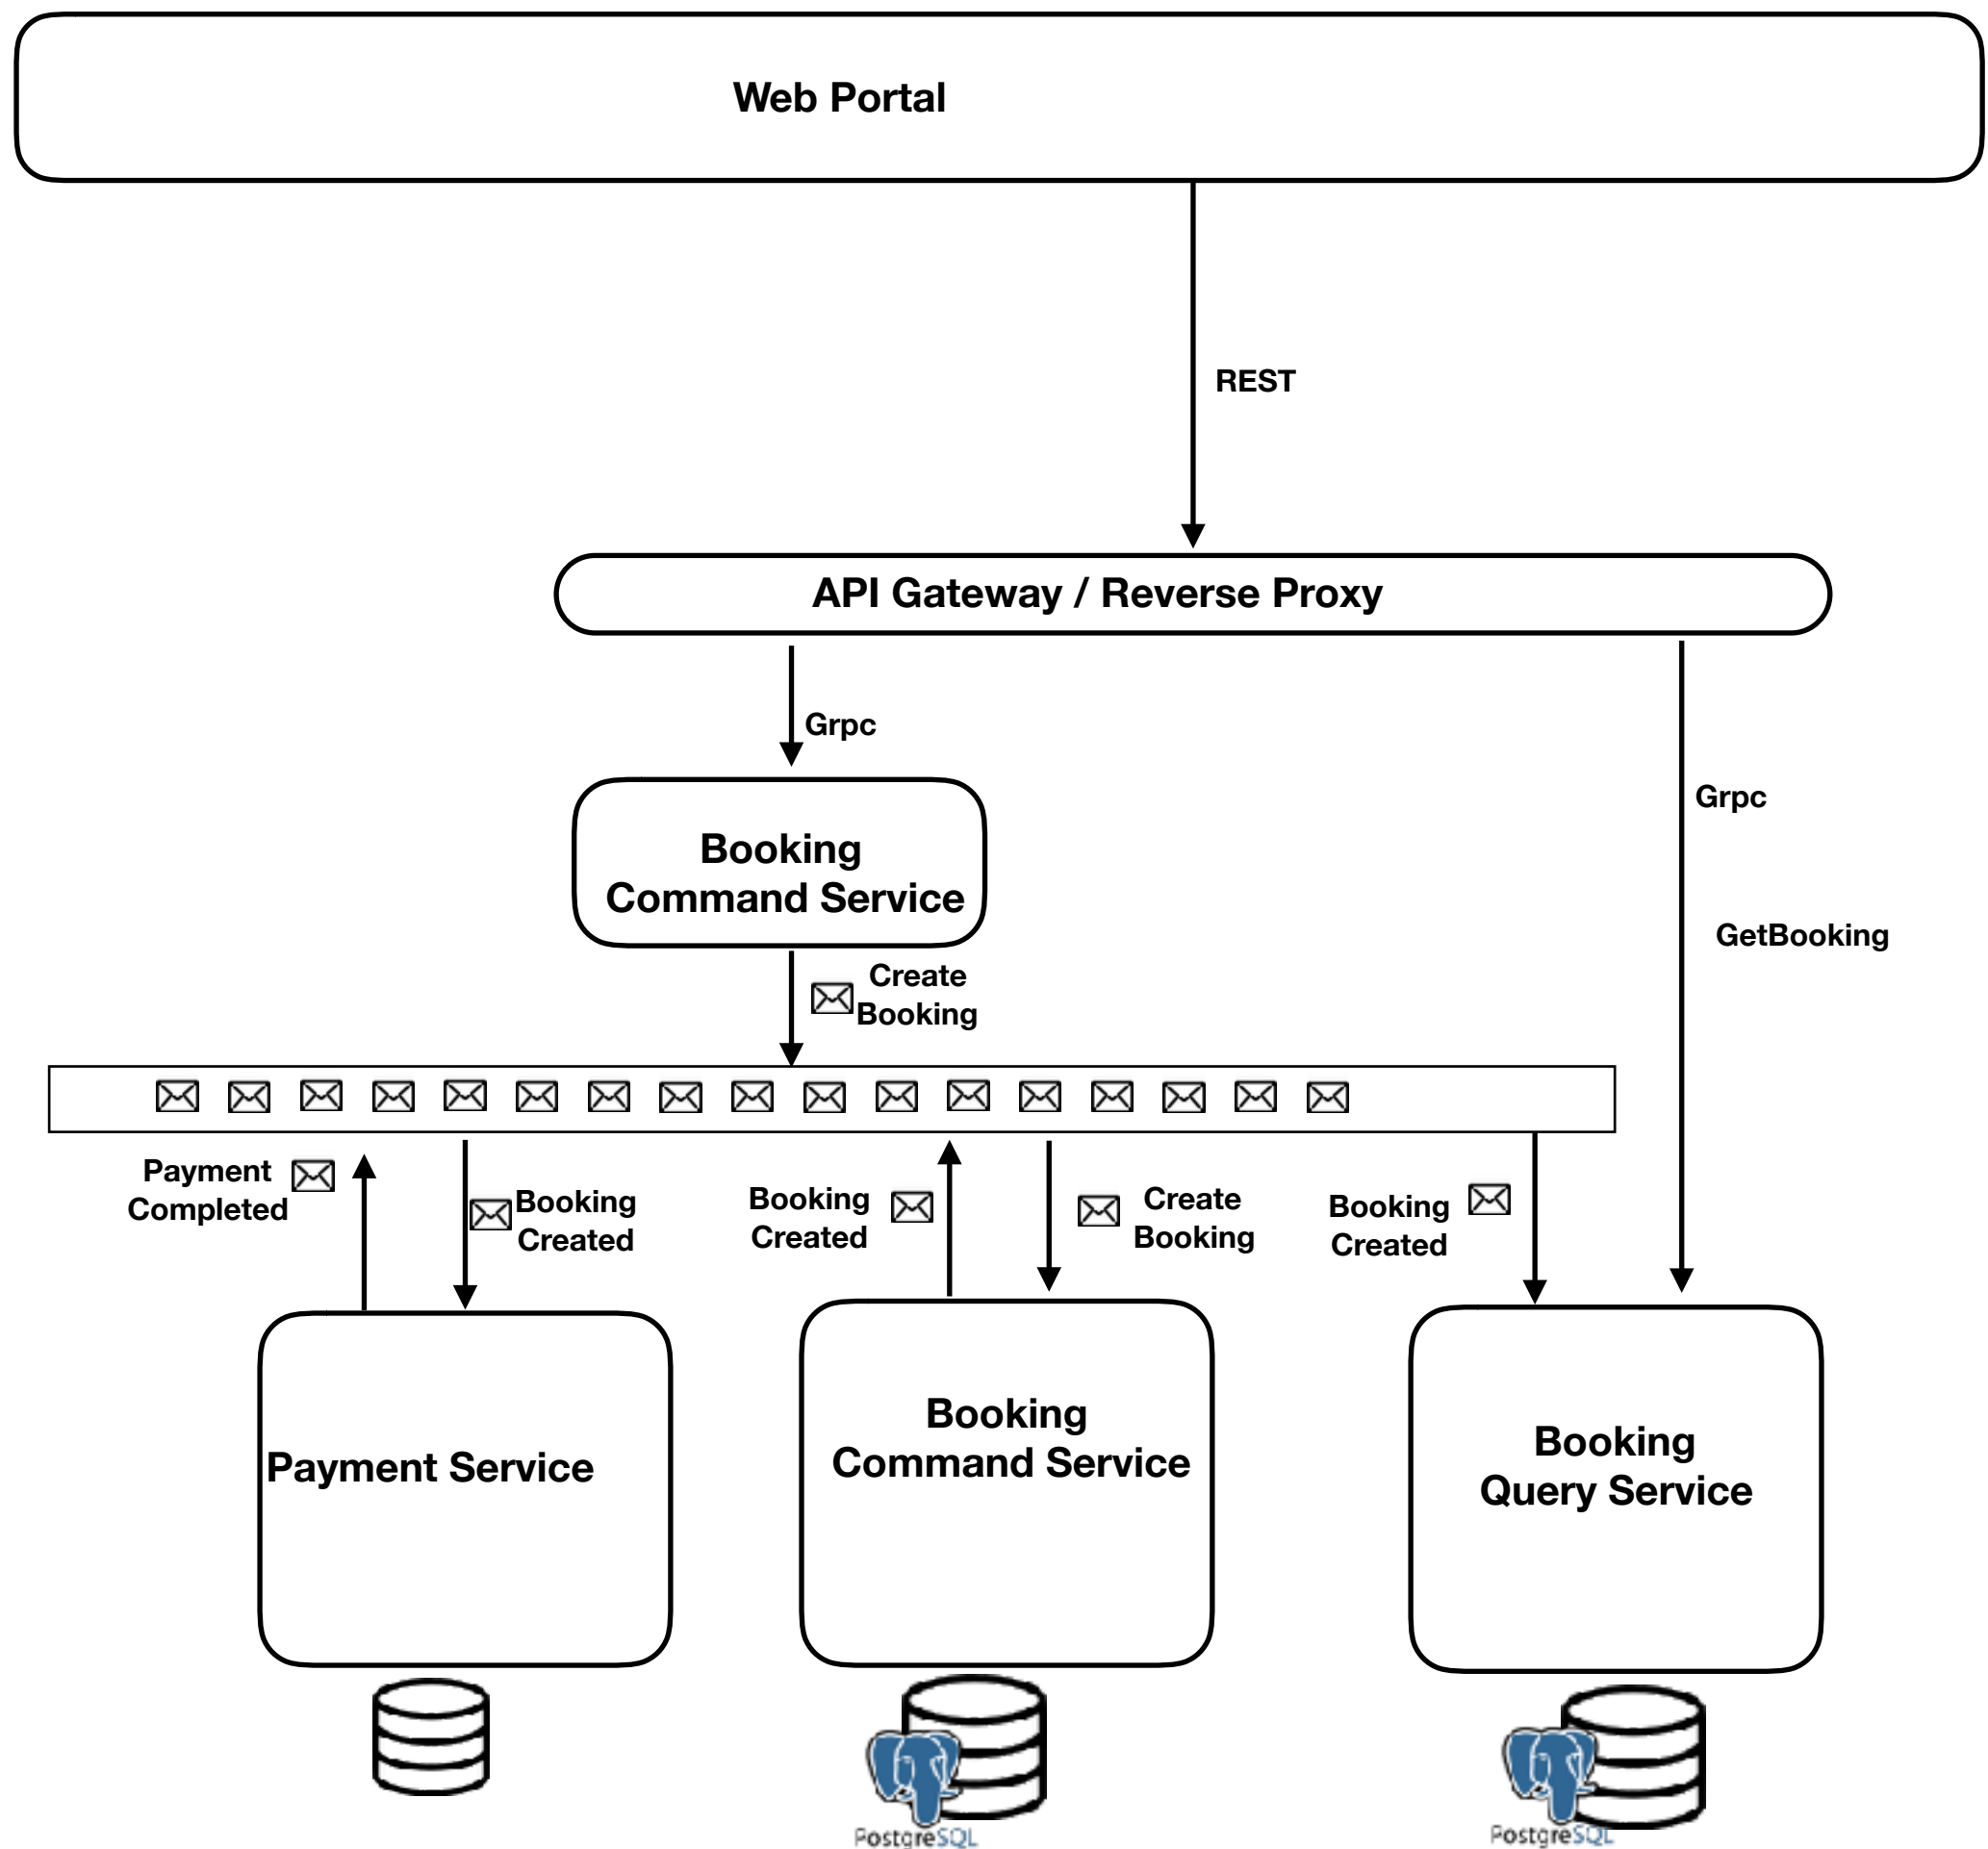 Web Portal
REST
API Gateway / Reverse Proxy
Grpc
Grpc
Booking
Command Service
GetBooking
Create
Booking
Payment
Completed
Booking
Created
Booking
Created
Create
Booking
Booking
Created
Payment Service
Booking
Command Service
Booking
Query Service
PostgreSQL
PostgreSQL